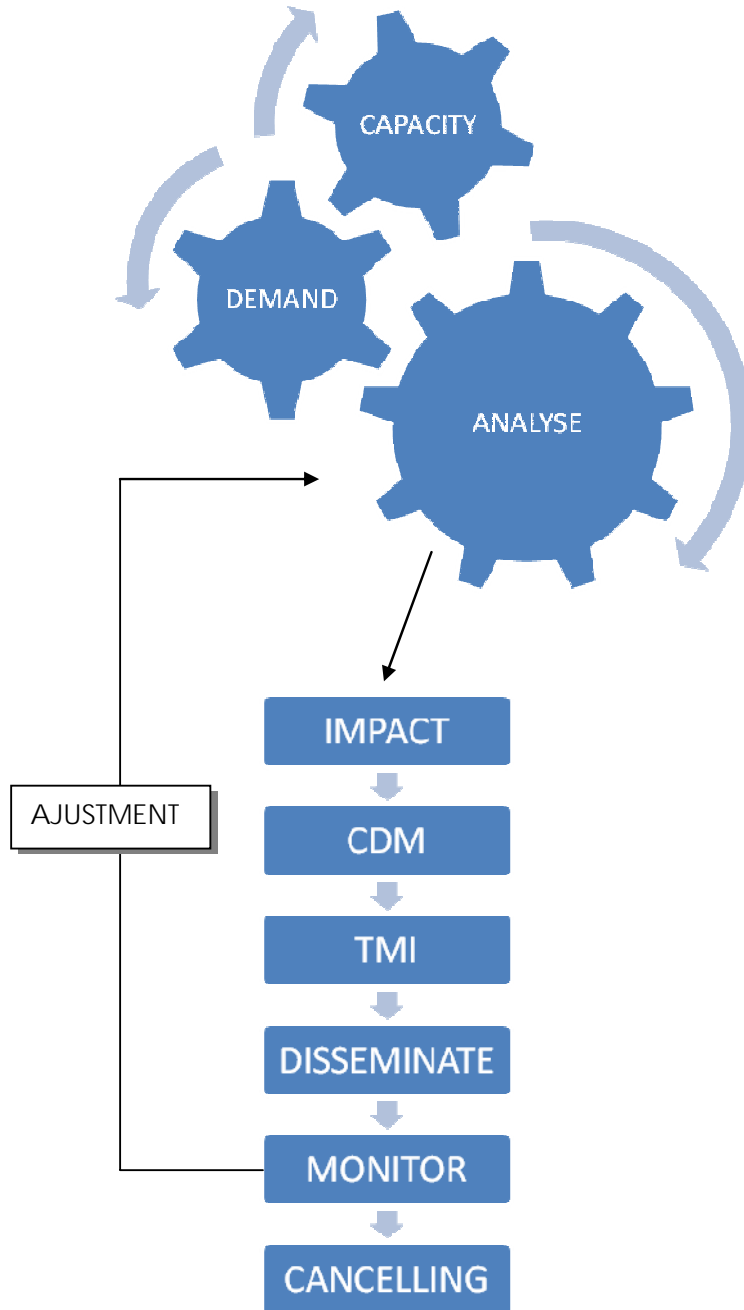 CAPACITY
DEMAND
ANALYSE
IMPACT
AJUSTMENT
CDM
TMI
DISSEMINATE
MONITOR
CANCELLING